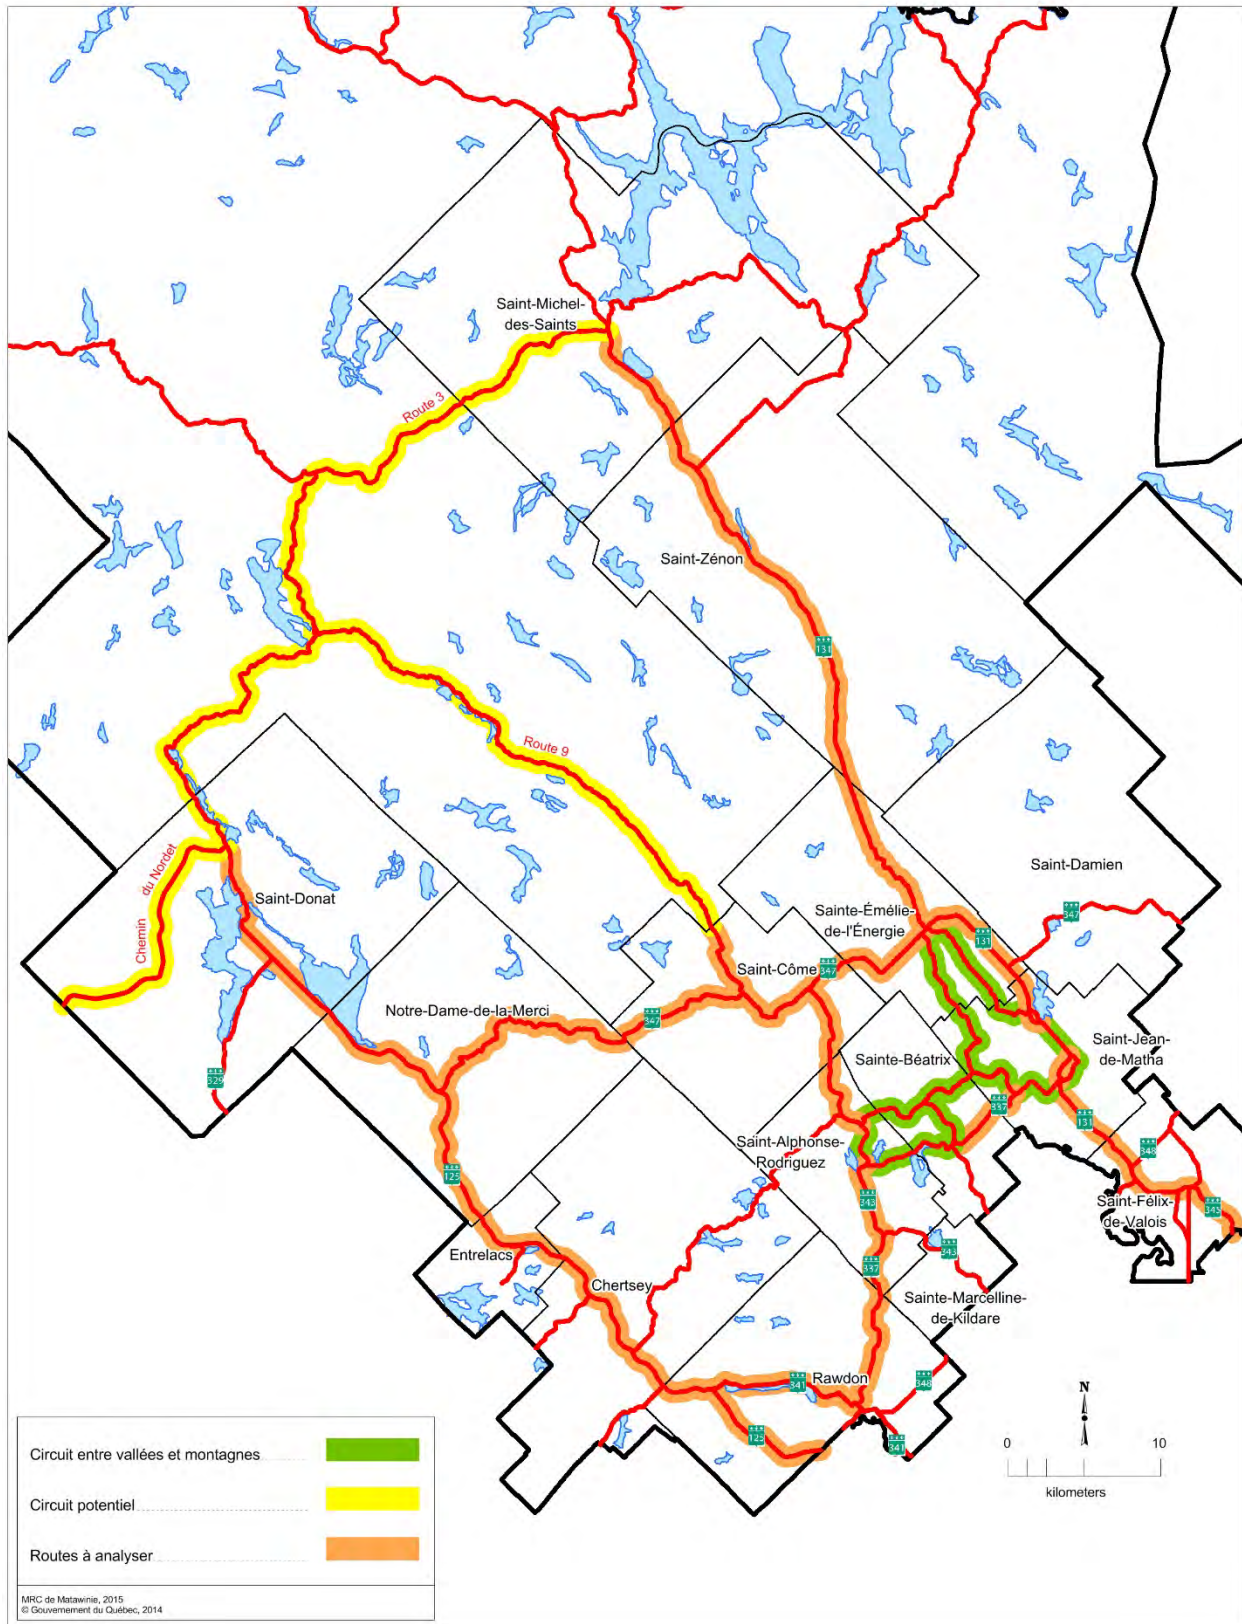 Saint-Michel-
des-Saints
Route 3
Saint-Zénon
131
Route 9
Saint-Damien
347
du Nordet
Chemin
Saint-Donat
Sainte-Émélie-
de-l'Énergie
131
Saint-Côme
347
Notre-Dame-de-la-Merci
347
Saint-Jean-
de-Matha
Sainte-Béatrix
329
337
131
Saint-Alphonse-
Rodriguez
348
125
343
Saint-Félix-
de-Valois
345
Entrelacs
343
337
Chertsey
Sainte-Marcelline-
de-Kildare
Rawdon
341
348
125
341
N
0
10
kilometers
Circuit entre vallées et montagnes
Circuit potentiel
Routes à analyser
MRC de Matawinie, 2015
© Gouvernement du Québec, 2014